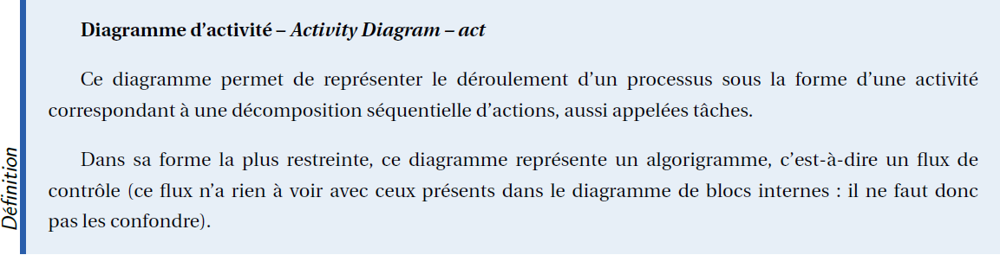 Diagramme d’activité – Activity Diagram – act
Ce diagramme permet de représenter le déroulement d’un processus sous la forme d’une activité
correspondant à une décomposition séquentielle d’actions, aussi appelées tâches.
Dans sa forme la plus restreinte, ce diagramme représente un algorigramme, c’est-à-dire un flux de
contrôle (ce flux n’a rien à voir avec ceux présents dans le diagramme de blocs internes : il ne faut donc
pas les confondre).
Définition